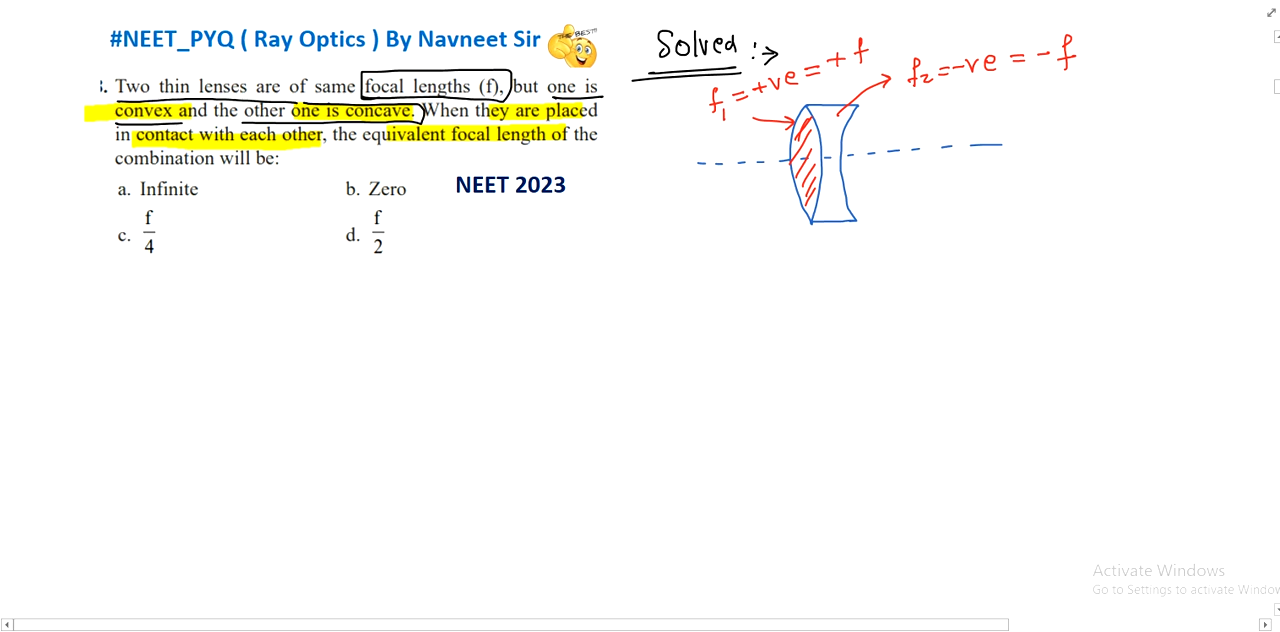 #NEET_PYQ ( Ray Optics ) By Navneet Sir
THE BEST!!
Solved :->
f₁ = +ve = + f
f₂ = -ve = - f
Two thin lenses are of same focal lengths (f), but one is
convex and the other one is concave. When they are placed
in contact with each other, the equivalent focal length of the
combination will be:
a. Infinite b. Zero
NEET 2023
c. f/4 d. f/2
Activate Windows
Go to Settings to activate Window